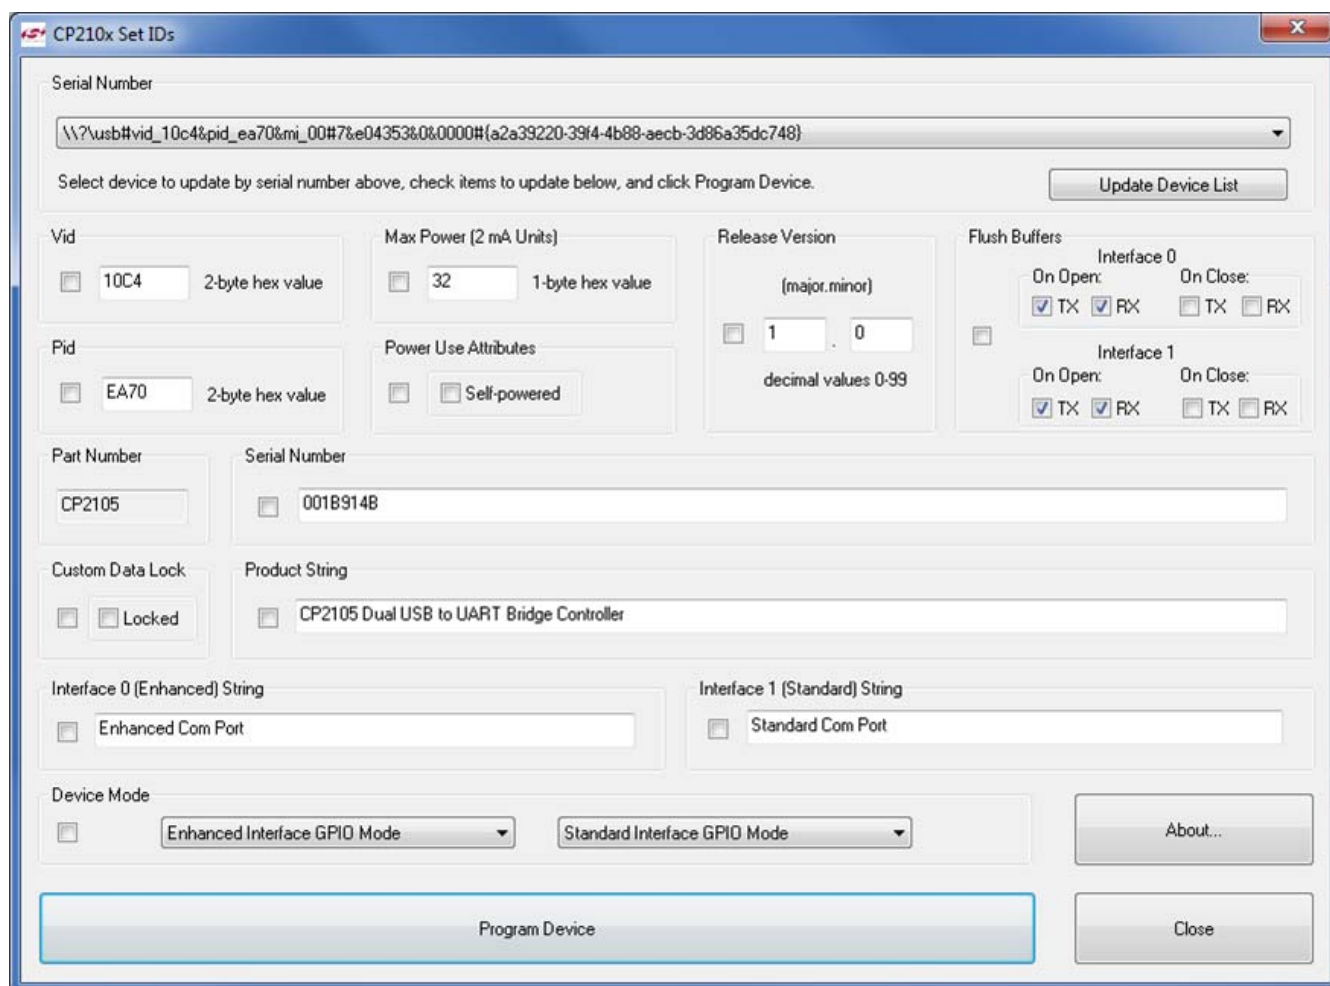 CP210x Set IDs
Serial Number
\\?\usb#vid_10c4&pid_ea70&mi_00#7&e04353&0&0000#{a2a39220-39f4-4b88-aecb-3d86a35dc748}
Select device to update by serial number above, check items to update below, and click Program Device.
Update Device List
Vid
10C4
2-byte hex value
Max Power (2 mA Units)
32
1-byte hex value
Release Version
(major.minor)
1 . 0
decimal values 0-99
Flush Buffers
Interface 0
On Open: On Close:
TX RX TX RX
Interface 1
On Open: On Close:
TX RX TX RX
Pid
EA70
2-byte hex value
Power Use Attributes
Self-powered
Part Number
CP2105
Serial Number
001B914B
Custom Data Lock
Locked
Product String
CP2105 Dual USB to UART Bridge Controller
Interface 0 (Enhanced) String
Enhanced Com Port
Interface 1 (Standard) String
Standard Com Port
Device Mode
Enhanced Interface GPIO Mode
Standard Interface GPIO Mode
About...
Program Device
Close